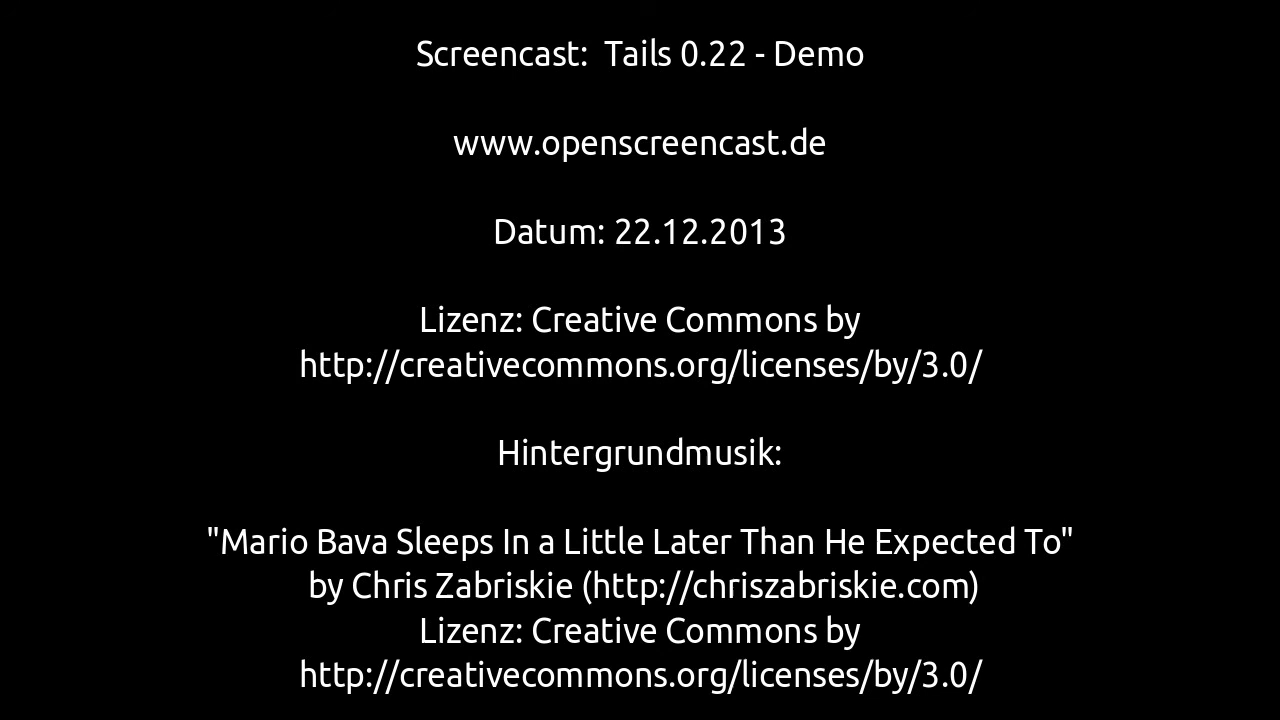 Screencast:  Tails 0.22 - Demo
www.openscreencast.de
Datum: 22.12.2013
Lizenz: Creative Commons by
http://creativecommons.org/licenses/by/3.0/
Hintergrundmusik:
"Mario Bava Sleeps In a Little Later Than He Expected To"
by Chris Zabriskie (http://chriszabriskie.com)
Lizenz: Creative Commons by
http://creativecommons.org/licenses/by/3.0/